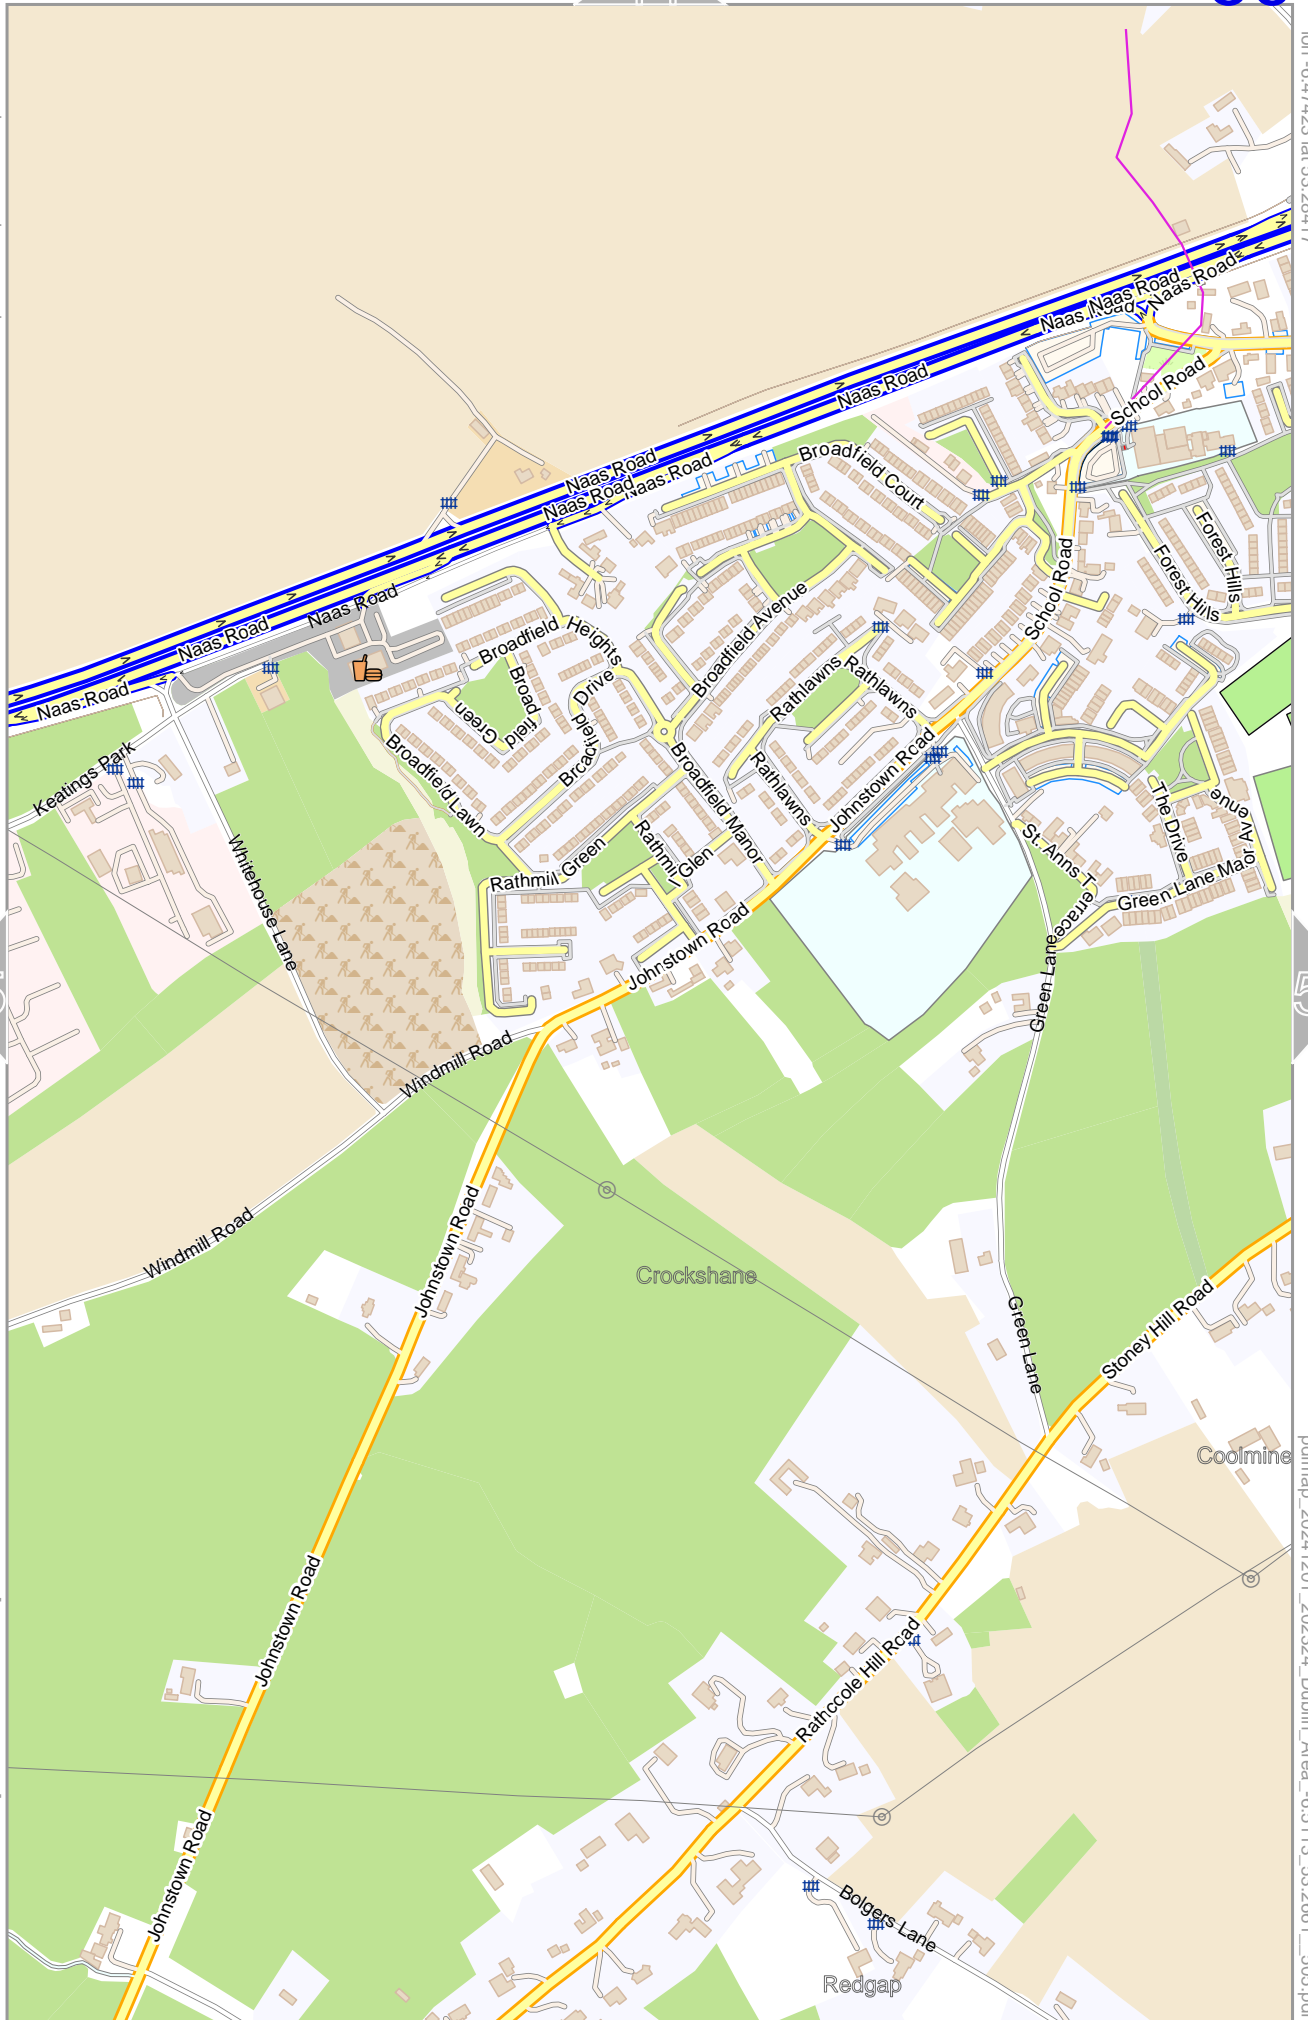 Naas Road
Naas Road
Naas Road
School Road
Naas Road
Broadfield Court
Naas Road
Naas Road
Naas Road
Forest Hills
Forest Hills
School Road
Naas Road
Naas Road
Naas Road
Broadfield Heights
Broadfield Avenue
Broadfield Green
Broadfield Drive
Rathlawns
Rathlawns
Rathlawns
Johnstown Road
Keatings Park
Broadfield Lawn
Broadfield Manor
Whitehouse Lane
Rathmill Green
Rathmill Glen
St. Anns Terrace
The Drive
Green Lane Manor Avenue
Johnstown Road
Green Lane
Windmill Road
Windmill Road
Johnstown Road
Crockshane
Green Lane
Stoney Hill Road
Coolmine
Johnstown Road
Rathccole Hill Road
Johnstown Road
Bolgers Lane
Redgap